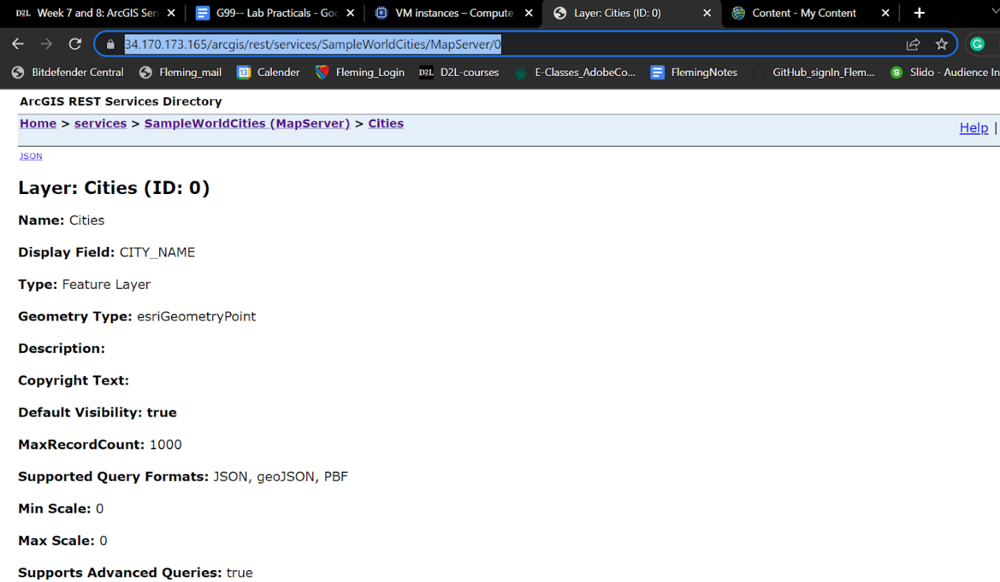 D2L Week 7 and 8: ArcGIS Ser
G99-- Lab Practicals - Goo
VM instances – Compute
Layer: Cities (ID: 0)
Content - My Content
34.170.173.165/arcgis/rest/services/SampleWorldCities/MapServer/0
Bitdefender Central Fleming_mail 13 Calender Fleming_Login D2L D2L-courses E-Classes_AdobeCo... FlemingNotes GitHub_signIn_Flem... S Slido - Audience In
ArcGIS REST Services Directory
Home > services > SampleWorldCities (MapServer) > Cities
Help |
JSON
Layer: Cities (ID: 0)
Name: Cities
Display Field: CITY_NAME
Type: Feature Layer
Geometry Type: esriGeometryPoint
Description:
Copyright Text:
Default Visibility: true
MaxRecordCount: 1000
Supported Query Formats: JSON, geoJSON, PBF
Min Scale: 0
Max Scale: 0
Supports Advanced Queries: true